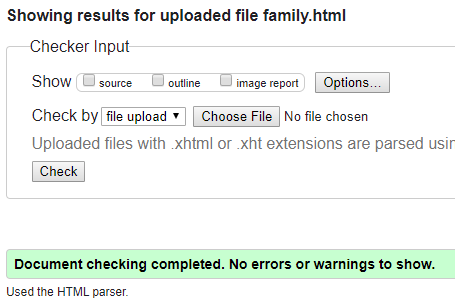 Showing results for uploaded file family.html
Checker Input
Show source outline image report Options...
Check by file upload Choose File No file chosen
Uploaded files with .xhtml or .xht extensions are parsed usin
Check
Document checking completed. No errors or warnings to show.
Used the HTML parser.